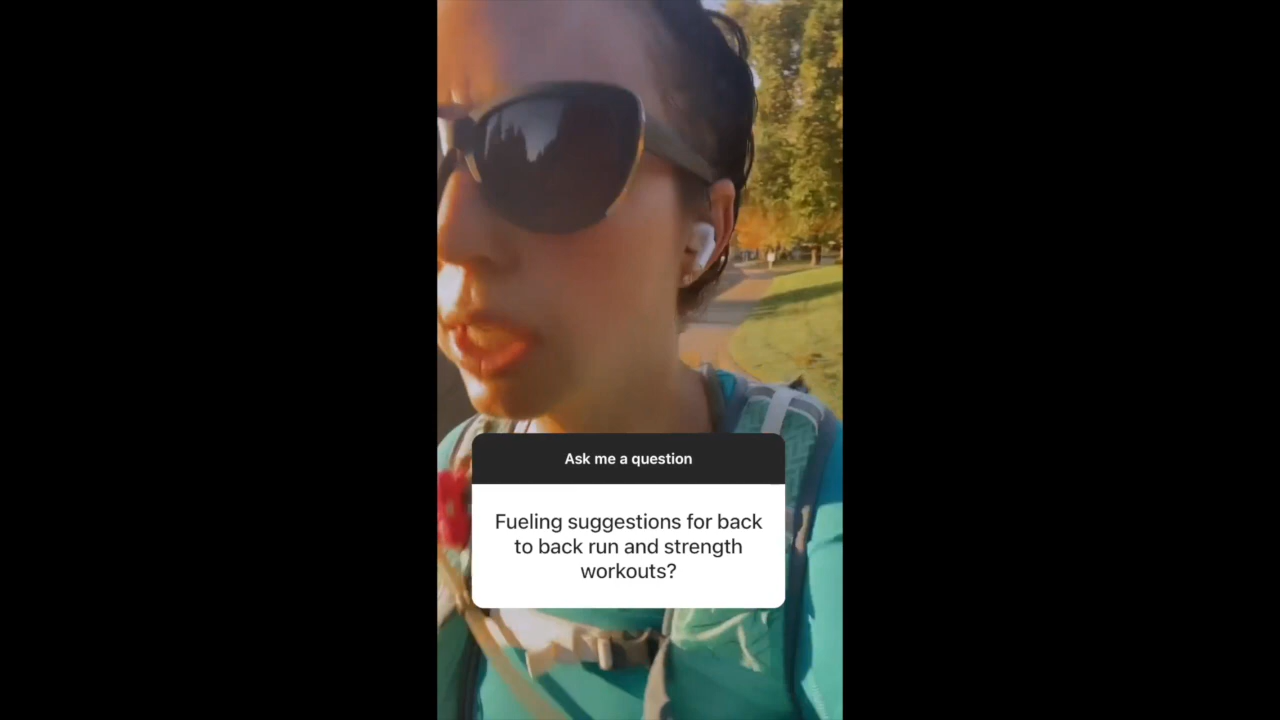 Ask me a question
Fueling suggestions for back
to back run and strength
workouts?